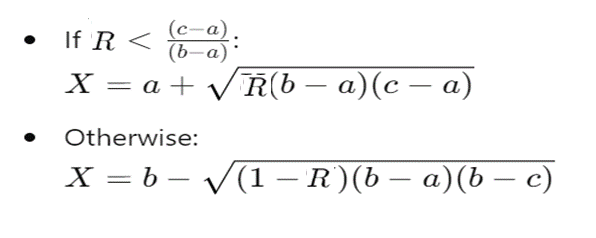 • If R < (c−a)/(b−a):
X = a + √(R(b − a)(c − a))
• Otherwise:
X = b − √((1 − R)(b − a)(b − c))